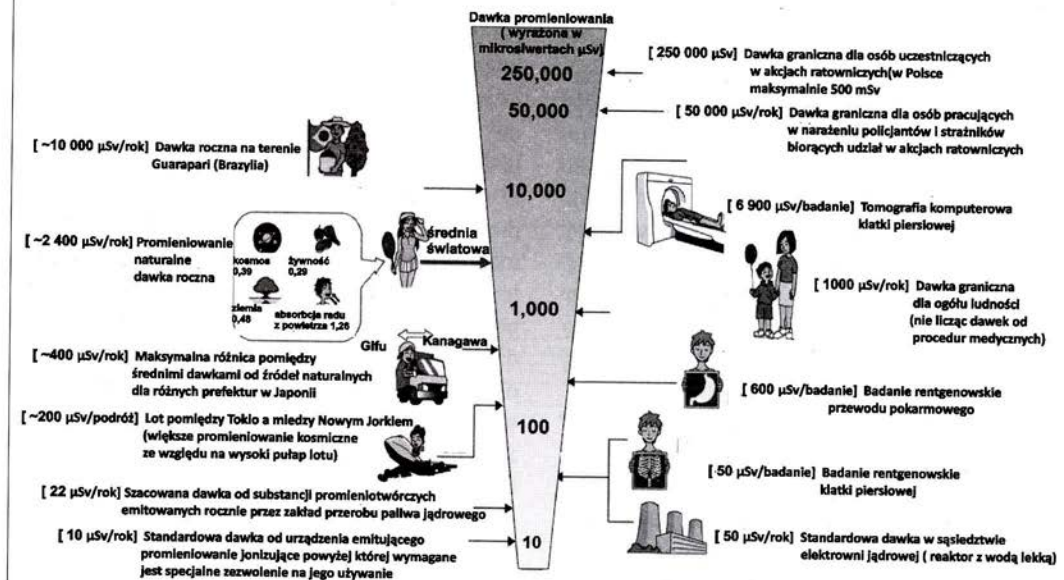 Dawka promieniowania
( wyrażona w
mikrosiwertach µSv)
250,000
50,000
10,000
1,000
100
10
[ ~10 000 µSv/rok] Dawka roczna na terenie
Guarapari (Brazylia)
[ ~2 400 µSv/rok] Promieniowanie
naturalne
dawka roczna
kosmos
0,39
żywność
0,29
ziemia
0,48
absorbcja radu
z powietrza 1,26
średnia
światowa
Gifu
Kanagawa
[ ~400 µSv/rok] Maksymalna różnica pomiędzy
średnimi dawkami od źródeł naturalnych
dla różnych prefektur w Japonii
[ ~200 µSv/podróż] Lot pomiędzy Tokio a miedzy Nowym Jorkiem
(większe promieniowanie kosmiczne
ze względu na wysoki pułap lotu)
[ 22 µSv/rok] Szacowana dawka od substancji promieniotwórczych
emitowanych rocznie przez zakład przerobu paliwa jądrowego
[ 10 µSv/rok] Standardowa dawka od urządzenia emitującego
promieniowanie jonizujące powyżej której wymagane
jest specjalne zezwolenie na jego używanie
[ 250 000 µSv] Dawka graniczna dla osób uczestniczących
w akcjach ratowniczych(w Polsce
maksymalnie 500 mSv
[ 50 000 µSv/rok] Dawka graniczna dla osób pracujących
w narażeniu policjantów i strażników
biorących udział w akcjach ratowniczych
[ 6 900 µSv/badanie] Tomografia komputerowa
klatki piersiowej
[ 1000 µSv/rok] Dawka graniczna
dla ogółu ludności
(nie licząc dawek od
procedur medycznych)
[ 600 µSv/badanie] Badanie rentgenowskie
przewodu pokarmowego
[ 50 µSv/badanie] Badanie rentgenowskie
klatki piersiowej
[ 50 µSv/rok] Standardowa dawka w sąsiedztwie
elektrowni jądrowej ( reaktor z wodą lekką)